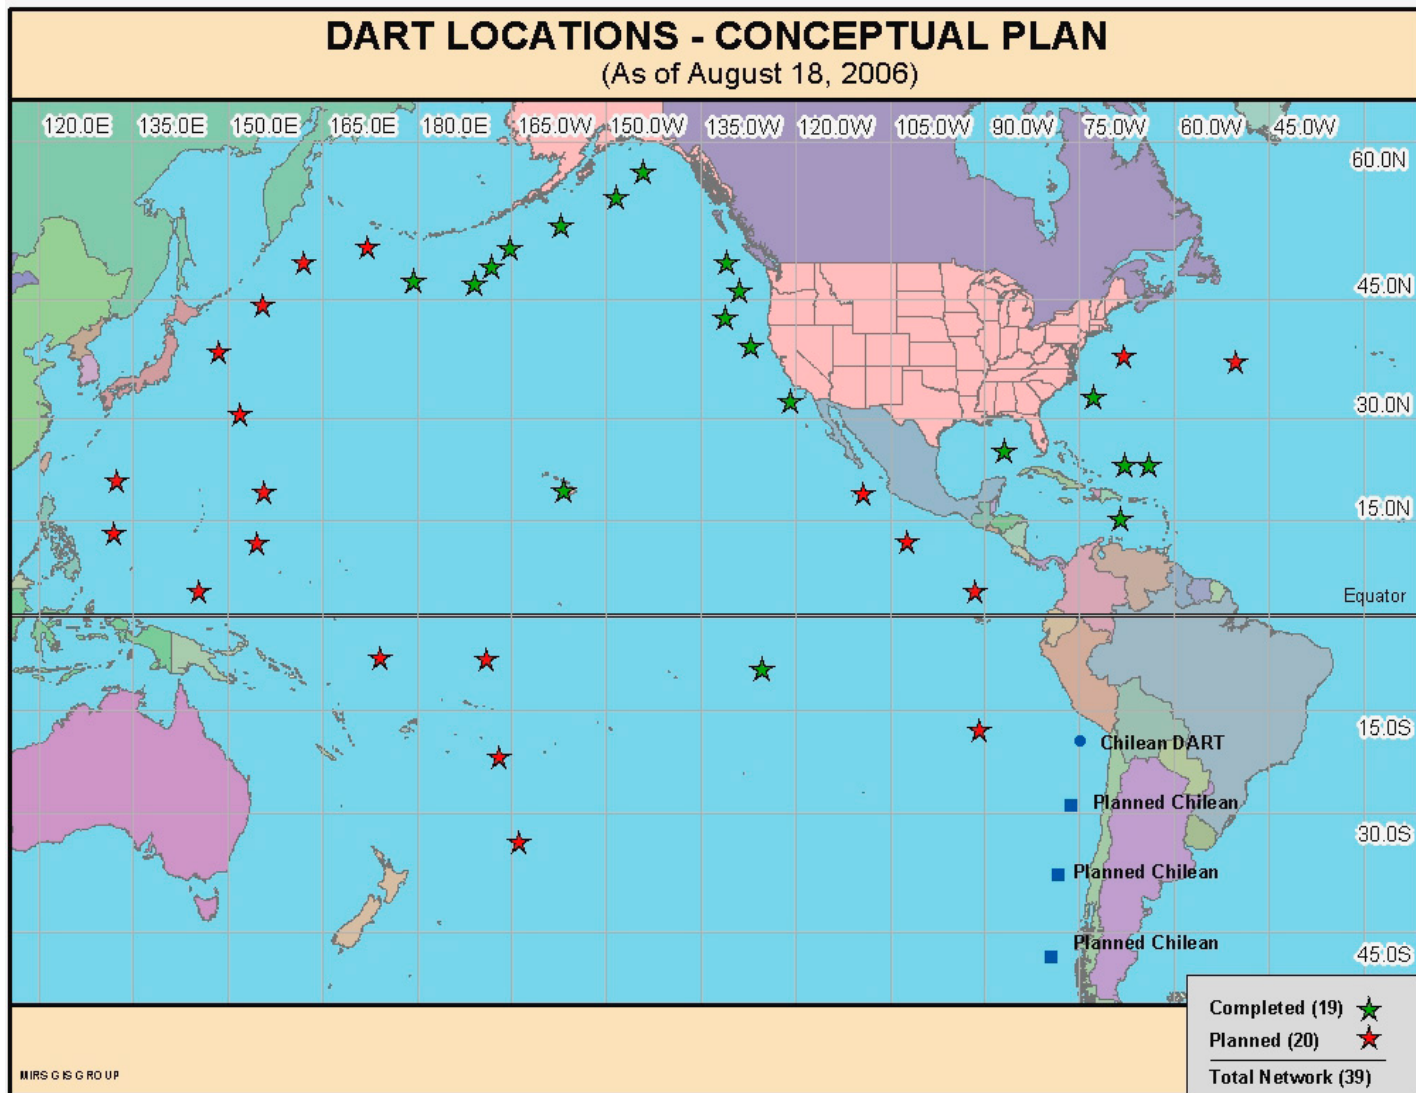 DART LOCATIONS - CONCEPTUAL PLAN
(As of August 18, 2006)
120.0E 135.0E 150.0E 165.0E 180.0E 165.0W 150.0W 135.0W 120.0W 105.0W 90.0W 75.0W 60.0W 45.0W
60.0N
45.0N
30.0N
15.0N
Equator
15.0S
Chilean DART
Planned Chilean
30.0S
Planned Chilean
Planned Chilean
45.0S
Completed (19)
Planned (20)
Total Network (39)
MIRS GIS GROUP